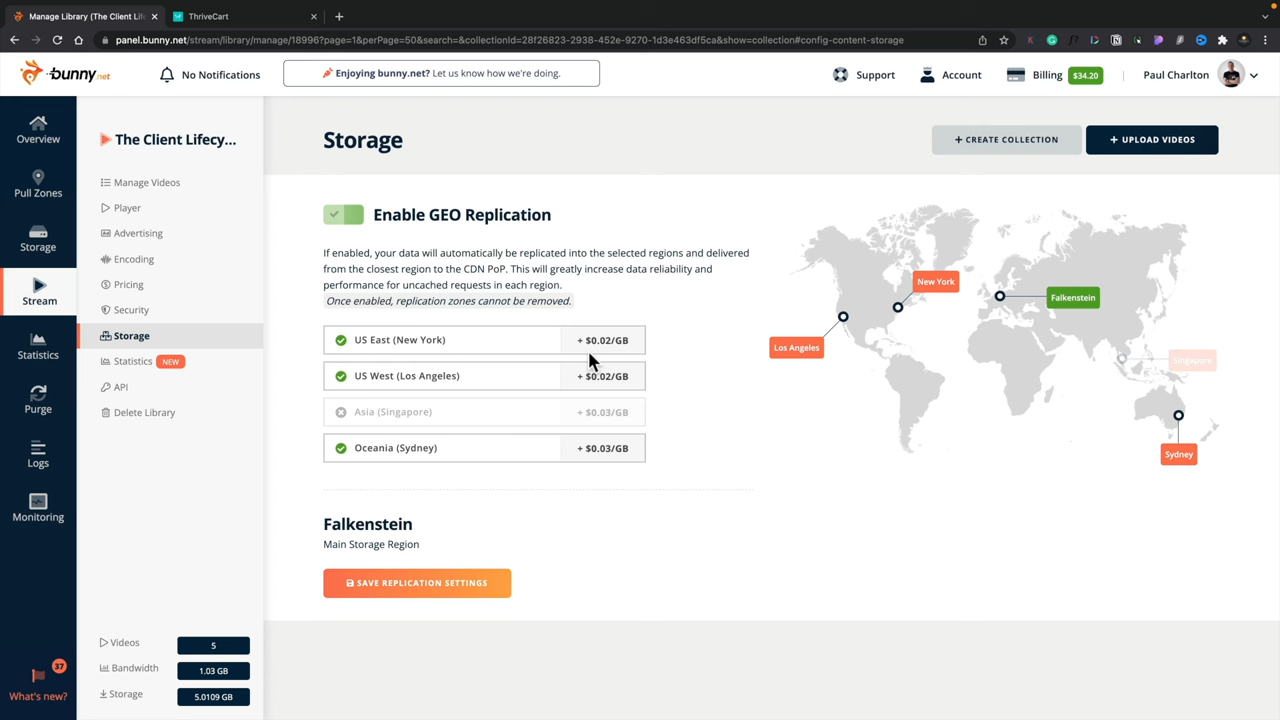 Manage Library (The Client Lif
ThriveCart
panel.bunny.net/stream/library/manage/18996?page=1&perPage=50&search=&collectionId=28f26823-2938-452e-9270-1d3e463df5ca&show=collection#config-content-storage
bunny.net
No Notifications
Enjoying bunny.net? Let us know how we're doing.
Support
Account
Billing
$34.20
Paul Charlton
Overview
Pull Zones
Storage
Stream
Statistics
Purge
Logs
Monitoring
37
What's new?
The Client Lifecy...
Manage Videos
Player
Advertising
Encoding
Pricing
Security
Storage
Statistics NEW
API
Delete Library
Videos 5
Bandwidth 1.03 GB
Storage 5.0109 GB
Storage
+ CREATE COLLECTION
+ UPLOAD VIDEOS
Enable GEO Replication
If enabled, your data will automatically be replicated into the selected regions and delivered
from the closest region to the CDN PoP. This will greatly increase data reliability and
performance for uncached requests in each region.
Once enabled, replication zones cannot be removed.
US East (New York) + $0.02/GB
US West (Los Angeles) + $0.02/GB
Asia (Singapore) + $0.03/GB
Oceania (Sydney) + $0.03/GB
Falkenstein
Main Storage Region
SAVE REPLICATION SETTINGS
New York
Falkenstein
Los Angeles
Singapore
Sydney